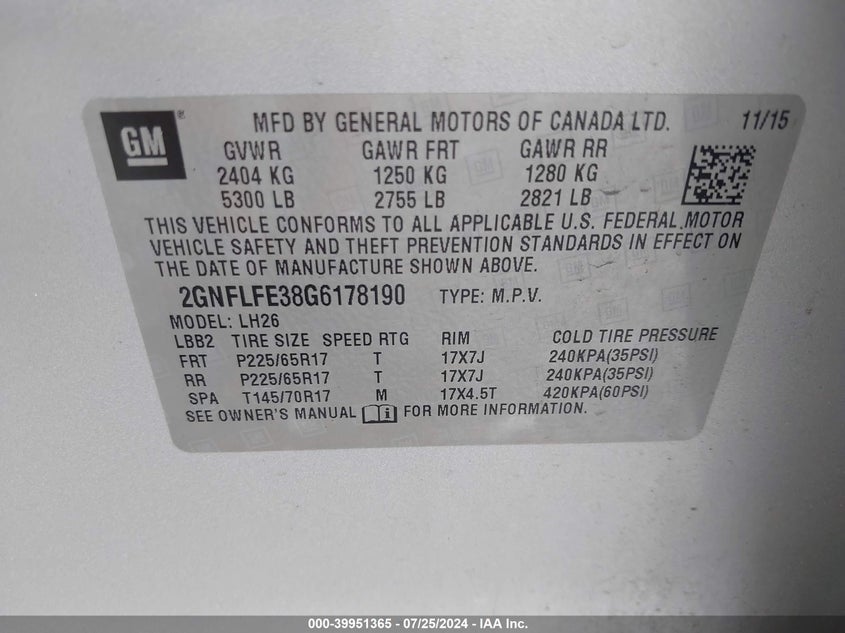 GM® MFD BY GENERAL MOTORS OF CANADA LTD. 11/15
GVWR GAWR FRT GAWR RR
2404 KG 1250 KG 1280 KG
5300 LB 2755 LB 2821 LB
THIS VEHICLE CONFORMS TO ALL APPLICABLE U.S. FEDERAL MOTOR
VEHICLE SAFETY AND THEFT PREVENTION STANDARDS IN EFFECT ON
THE DATE OF MANUFACTURE SHOWN ABOVE.
2GNFLFE38G6178190 TYPE: M.P.V.
MODEL: LH26
LBB2 TIRE SIZE SPEED RTG RIM COLD TIRE PRESSURE
FRT P225/65R17 T 17X7J 240KPA(35PSI)
RR P225/65R17 T 17X7J 240KPA(35PSI)
SPA T145/70R17 M 17X4.5T 420KPA(60PSI)
SEE OWNER'S MANUAL FOR MORE INFORMATION.
000-39951365 - 07/25/2024 - IAA Inc.